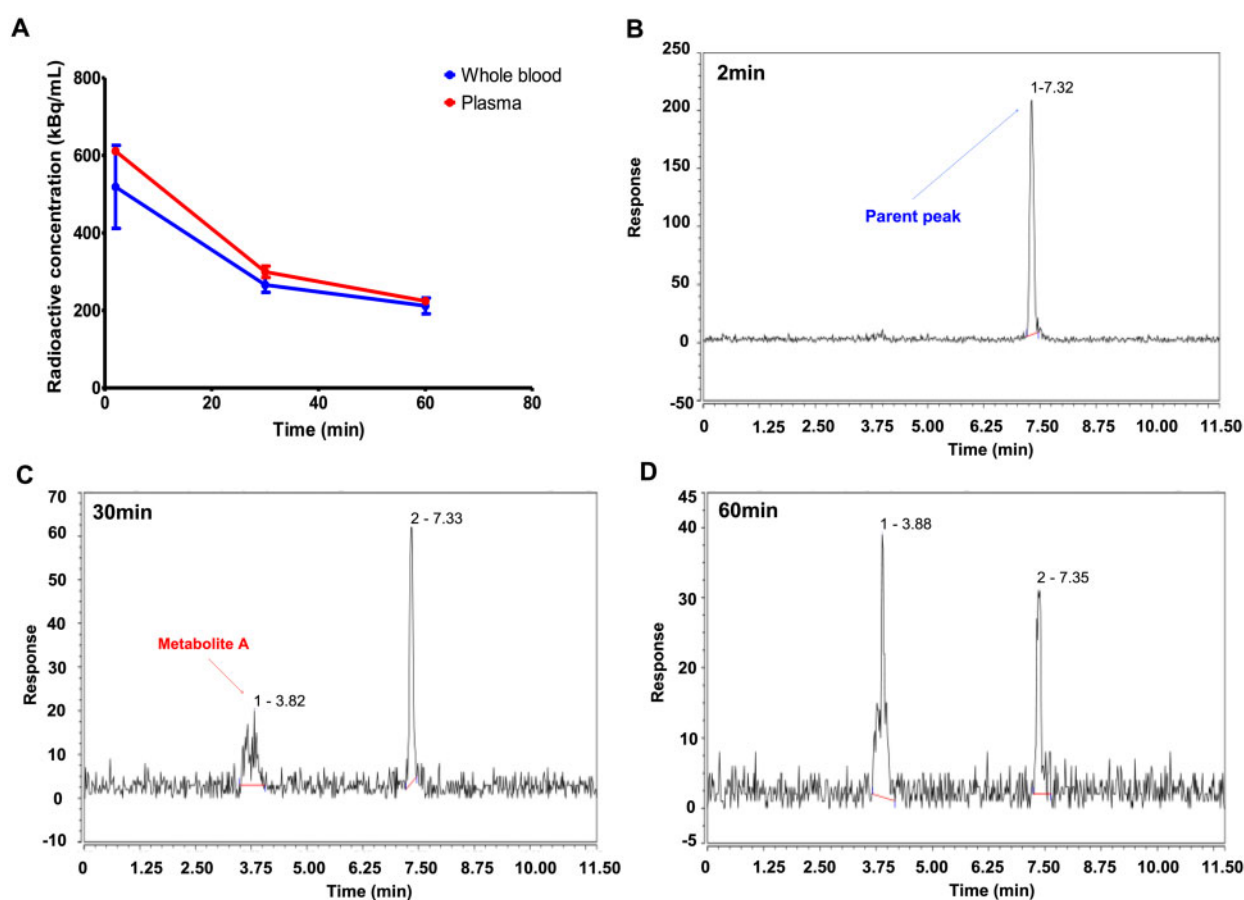 A
Radioactive concentration (kBq/mL)
800
600
400
200
0
0 20 40 60 80
Time (min)
Whole blood
Plasma
B
2min
Response
250
200
150
100
50
0
-50
1-7.32
Parent peak
0 1.25 2.50 3.75 5.00 6.25 7.50 8.75 10.00 11.50
Time (min)
C
30min
Response
70
60
50
40
30
20
10
0
-10
2 - 7.33
Metabolite A
1 - 3.82
0 1.25 2.50 3.75 5.00 6.25 7.50 8.75 10.00 11.50
Time (min)
D
60min
Response
45
40
30
20
10
0
-5
1 - 3.88
2 - 7.35
0 1.25 2.50 3.75 5.00 6.25 7.50 8.75 10.00 11.50
Time (min)